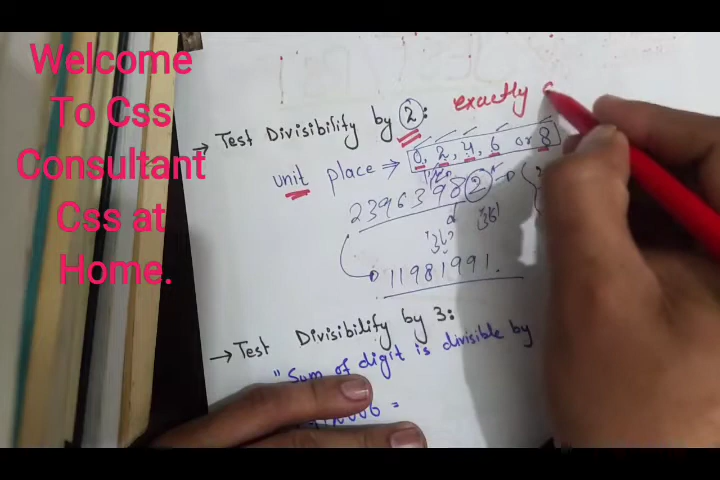 Welcome
To Css
Consultant
Css at
Home.
→ Test Divisibility by 2: exactly
unit place → 0, 2, 4, 6 or 8
23963982
11981991.
→ Test Divisibility by 3:
"Sum of digit is divisible by